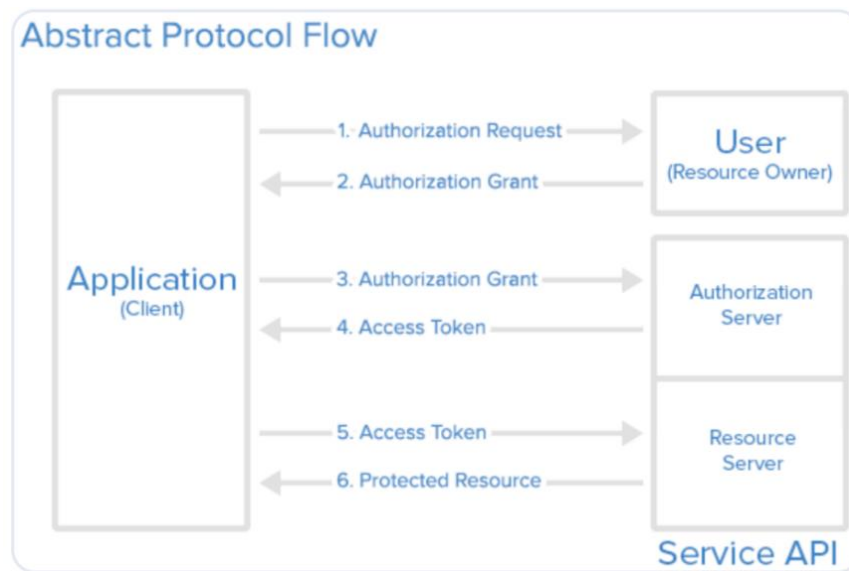 Abstract Protocol Flow
1. Authorization Request
User
(Resource Owner)
2. Authorization Grant
Application
(Client)
3. Authorization Grant
Authorization
Server
4. Access Token
5. Access Token
Resource
Server
6. Protected Resource
Service API